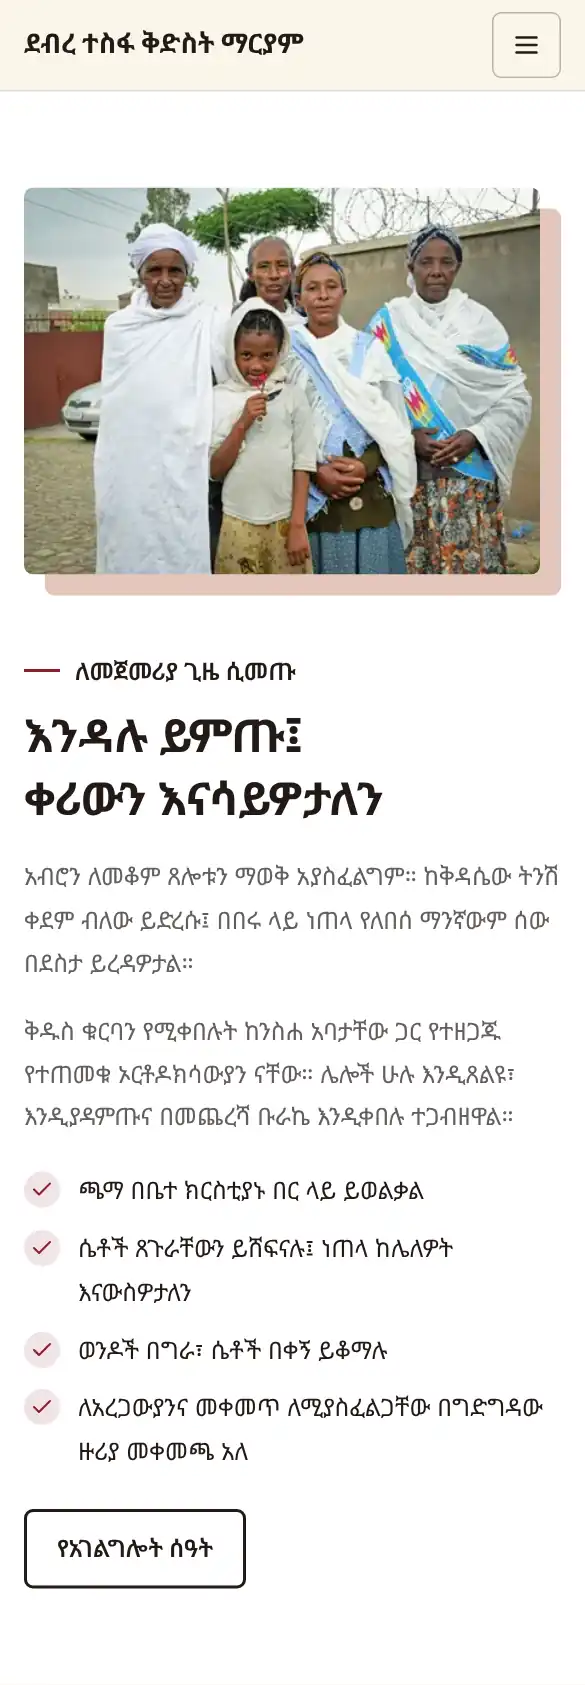 ደብረ ተስፋ ቅድስት ማርያም
ለመጀመሪያ ጊዜ ሲመጡ
እንዳሉ ይምጡ፤
ቀሪውን እናሳይዎታለን
አብሮን ለመቆም ጸሎቱን ማወቅ አያስፈልግም። ከቅዳሴው ትንሽ
ቀደም ብለው ይድረሱ፤ በበሩ ላይ ነጠላ የለበሰ ማንኛውም ሰው
በደስታ ይረዳዎታል።
ቅዱስ ቁርባን የሚቀበሉት ከንስሐ አባታቸው ጋር የተዘጋጁ
የተጠመቁ ኦርቶዶክሳውያን ናቸው። ሌሎች ሁሉ እንዲጸልዩ፣
እንዲያዳምጡና በመጨረሻ ቡራኬ እንዲቀበሉ ተጋብዘዋል።
ጫማ በቤተ ክርስቲያኑ በር ላይ ይወልቃል
ሴቶች ጸጉራቸውን ይሸፍናሉ፤ ነጠላ ከሌለዎት
እናውስዎታለን
ወንዶች በግራ፣ ሴቶች በቀኝ ይቆማሉ
ለአረጋውያንና መቀመጥ ለሚያስፈልጋቸው በግድግዳው
ዙሪያ መቀመጫ አለ
የአገልግሎት ሰዓት